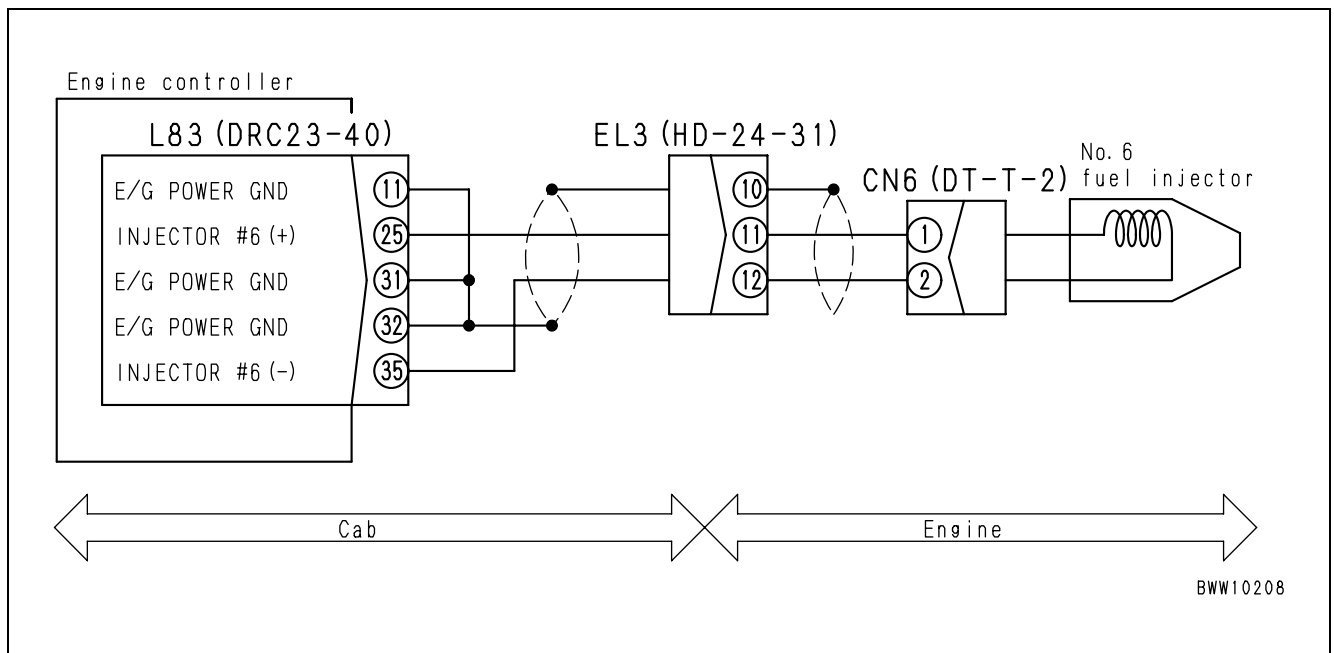 Engine controller
L83 (DRC23-40)
E/G POWER GND 11
INJECTOR #6 (+) 25
E/G POWER GND 31
E/G POWER GND 32
INJECTOR #6 (-) 35
EL3 (HD-24-31)
10
11
12
CN6 (DT-T-2)
1
2
No. 6
fuel injector
Cab
Engine
BWW10208